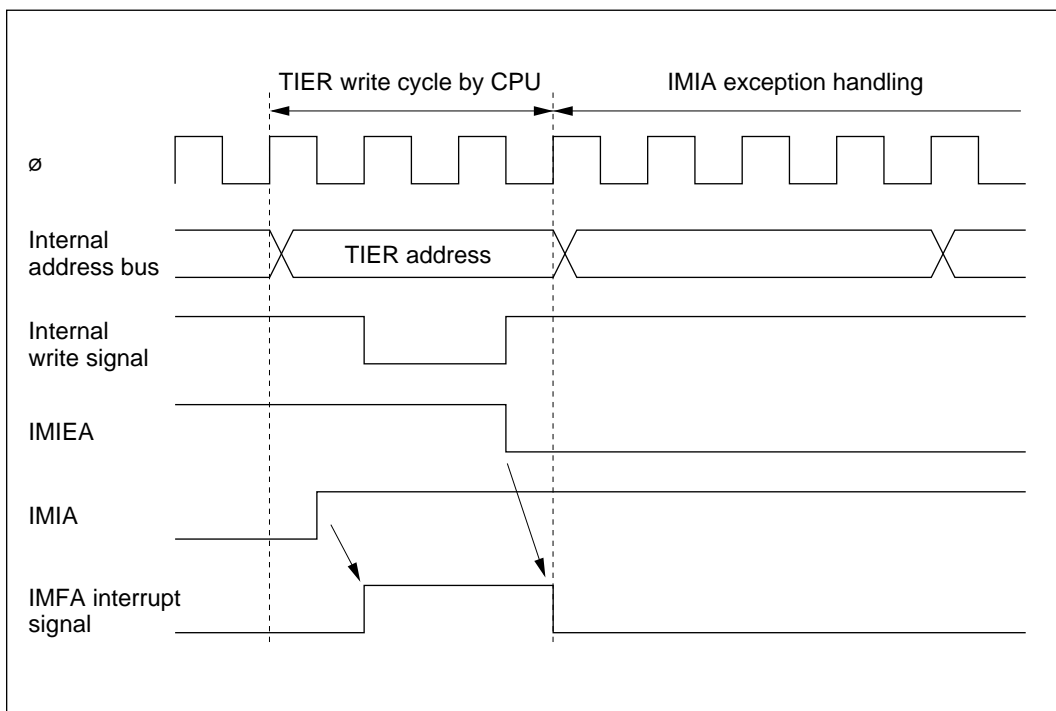 TIER write cycle by CPU
IMIA exception handling
ø
Internal
address bus
TIER address
Internal
write signal
IMIEA
IMIA
IMFA interrupt
signal